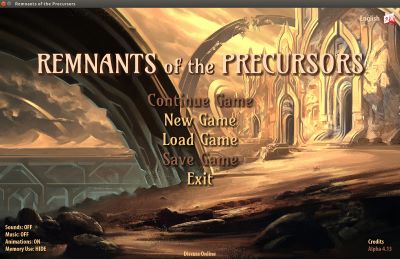 Remnants of the Precursors
English
REMNANTS of the PRECURSORS
Continue Game
New Game
Load Game
Save Game
Exit
Sounds: OFF
Music: OFF
Animations: ON
Memory Use: HIDE
Discuss Online
Credits
Alpha 4.13